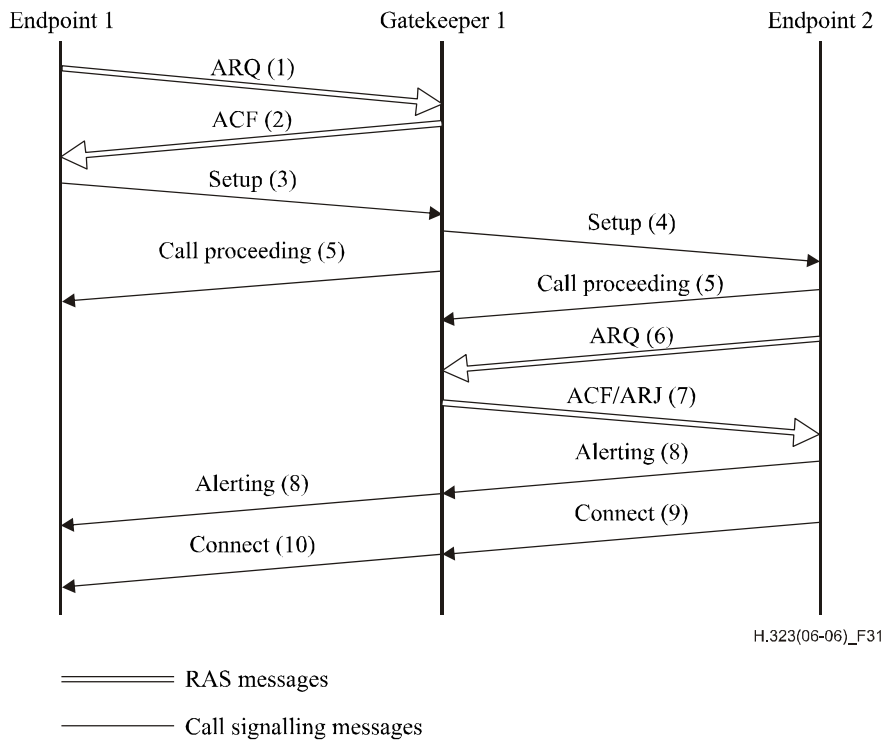 Endpoint 1
Gatekeeper 1
Endpoint 2
ARQ (1)
ACF (2)
Setup (3)
Setup (4)
Call proceeding (5)
Call proceeding (5)
ARQ (6)
ACF/ARJ (7)
Alerting (8)
Alerting (8)
Connect (9)
Connect (10)
H.323(06-06)_F31
RAS messages
Call signalling messages